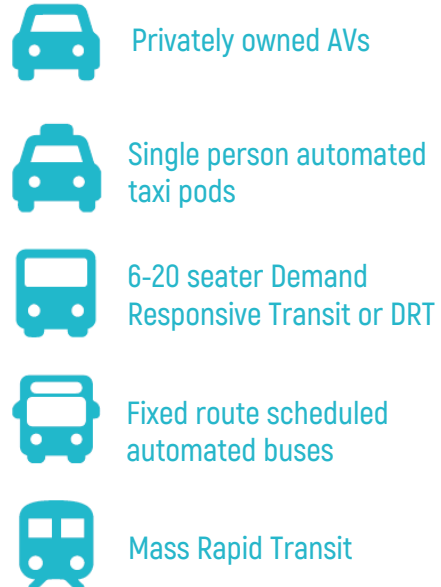 Privately owned AVs
Single person automated
taxi pods
6-20 seater Demand
Responsive Transit or DRT
Fixed route scheduled
automated buses
Mass Rapid Transit